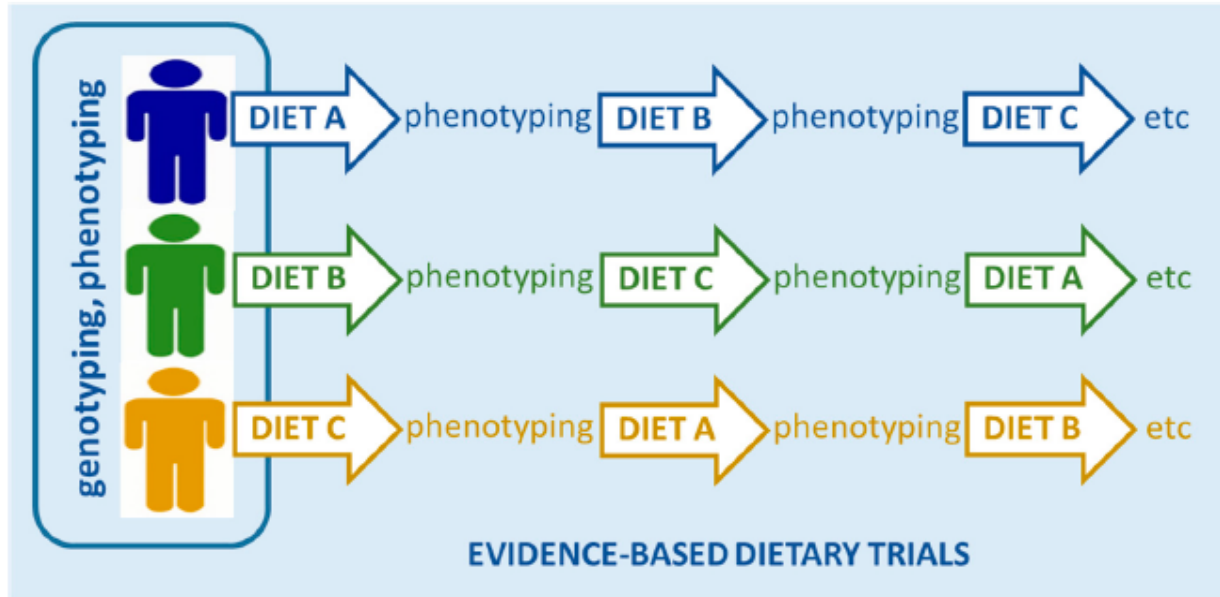 genotyping, phenotyping
DIET A phenotyping DIET B phenotyping DIET C etc
DIET B phenotyping DIET C phenotyping DIET A etc
DIET C phenotyping DIET A phenotyping DIET B etc
EVIDENCE-BASED DIETARY TRIALS